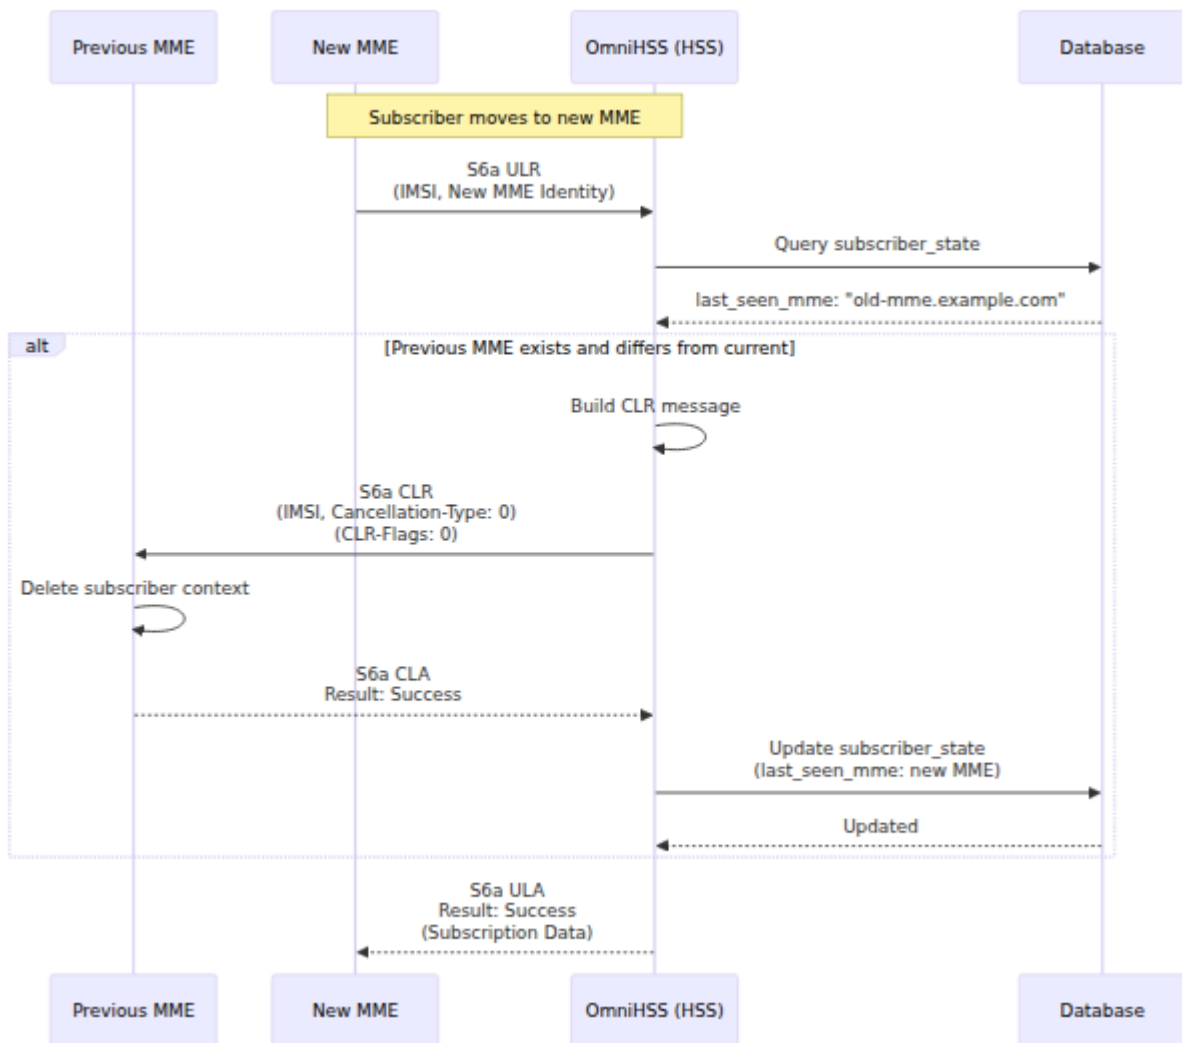 Previous MME
New MME
OmniHSS (HSS)
Database
Subscriber moves to new MME
S6a ULR
(IMSI, New MME Identity)
Query subscriber_state
last_seen_mme: "old-mme.example.com"
alt
[Previous MME exists and differs from current]
Build CLR message
S6a CLR
(IMSI, Cancellation-Type: 0)
(CLR-Flags: 0)
Delete subscriber context
S6a CLA
Result: Success
Update subscriber_state
(last_seen_mme: new MME)
Updated
S6a ULA
Result: Success
(Subscription Data)
Previous MME
New MME
OmniHSS (HSS)
Database